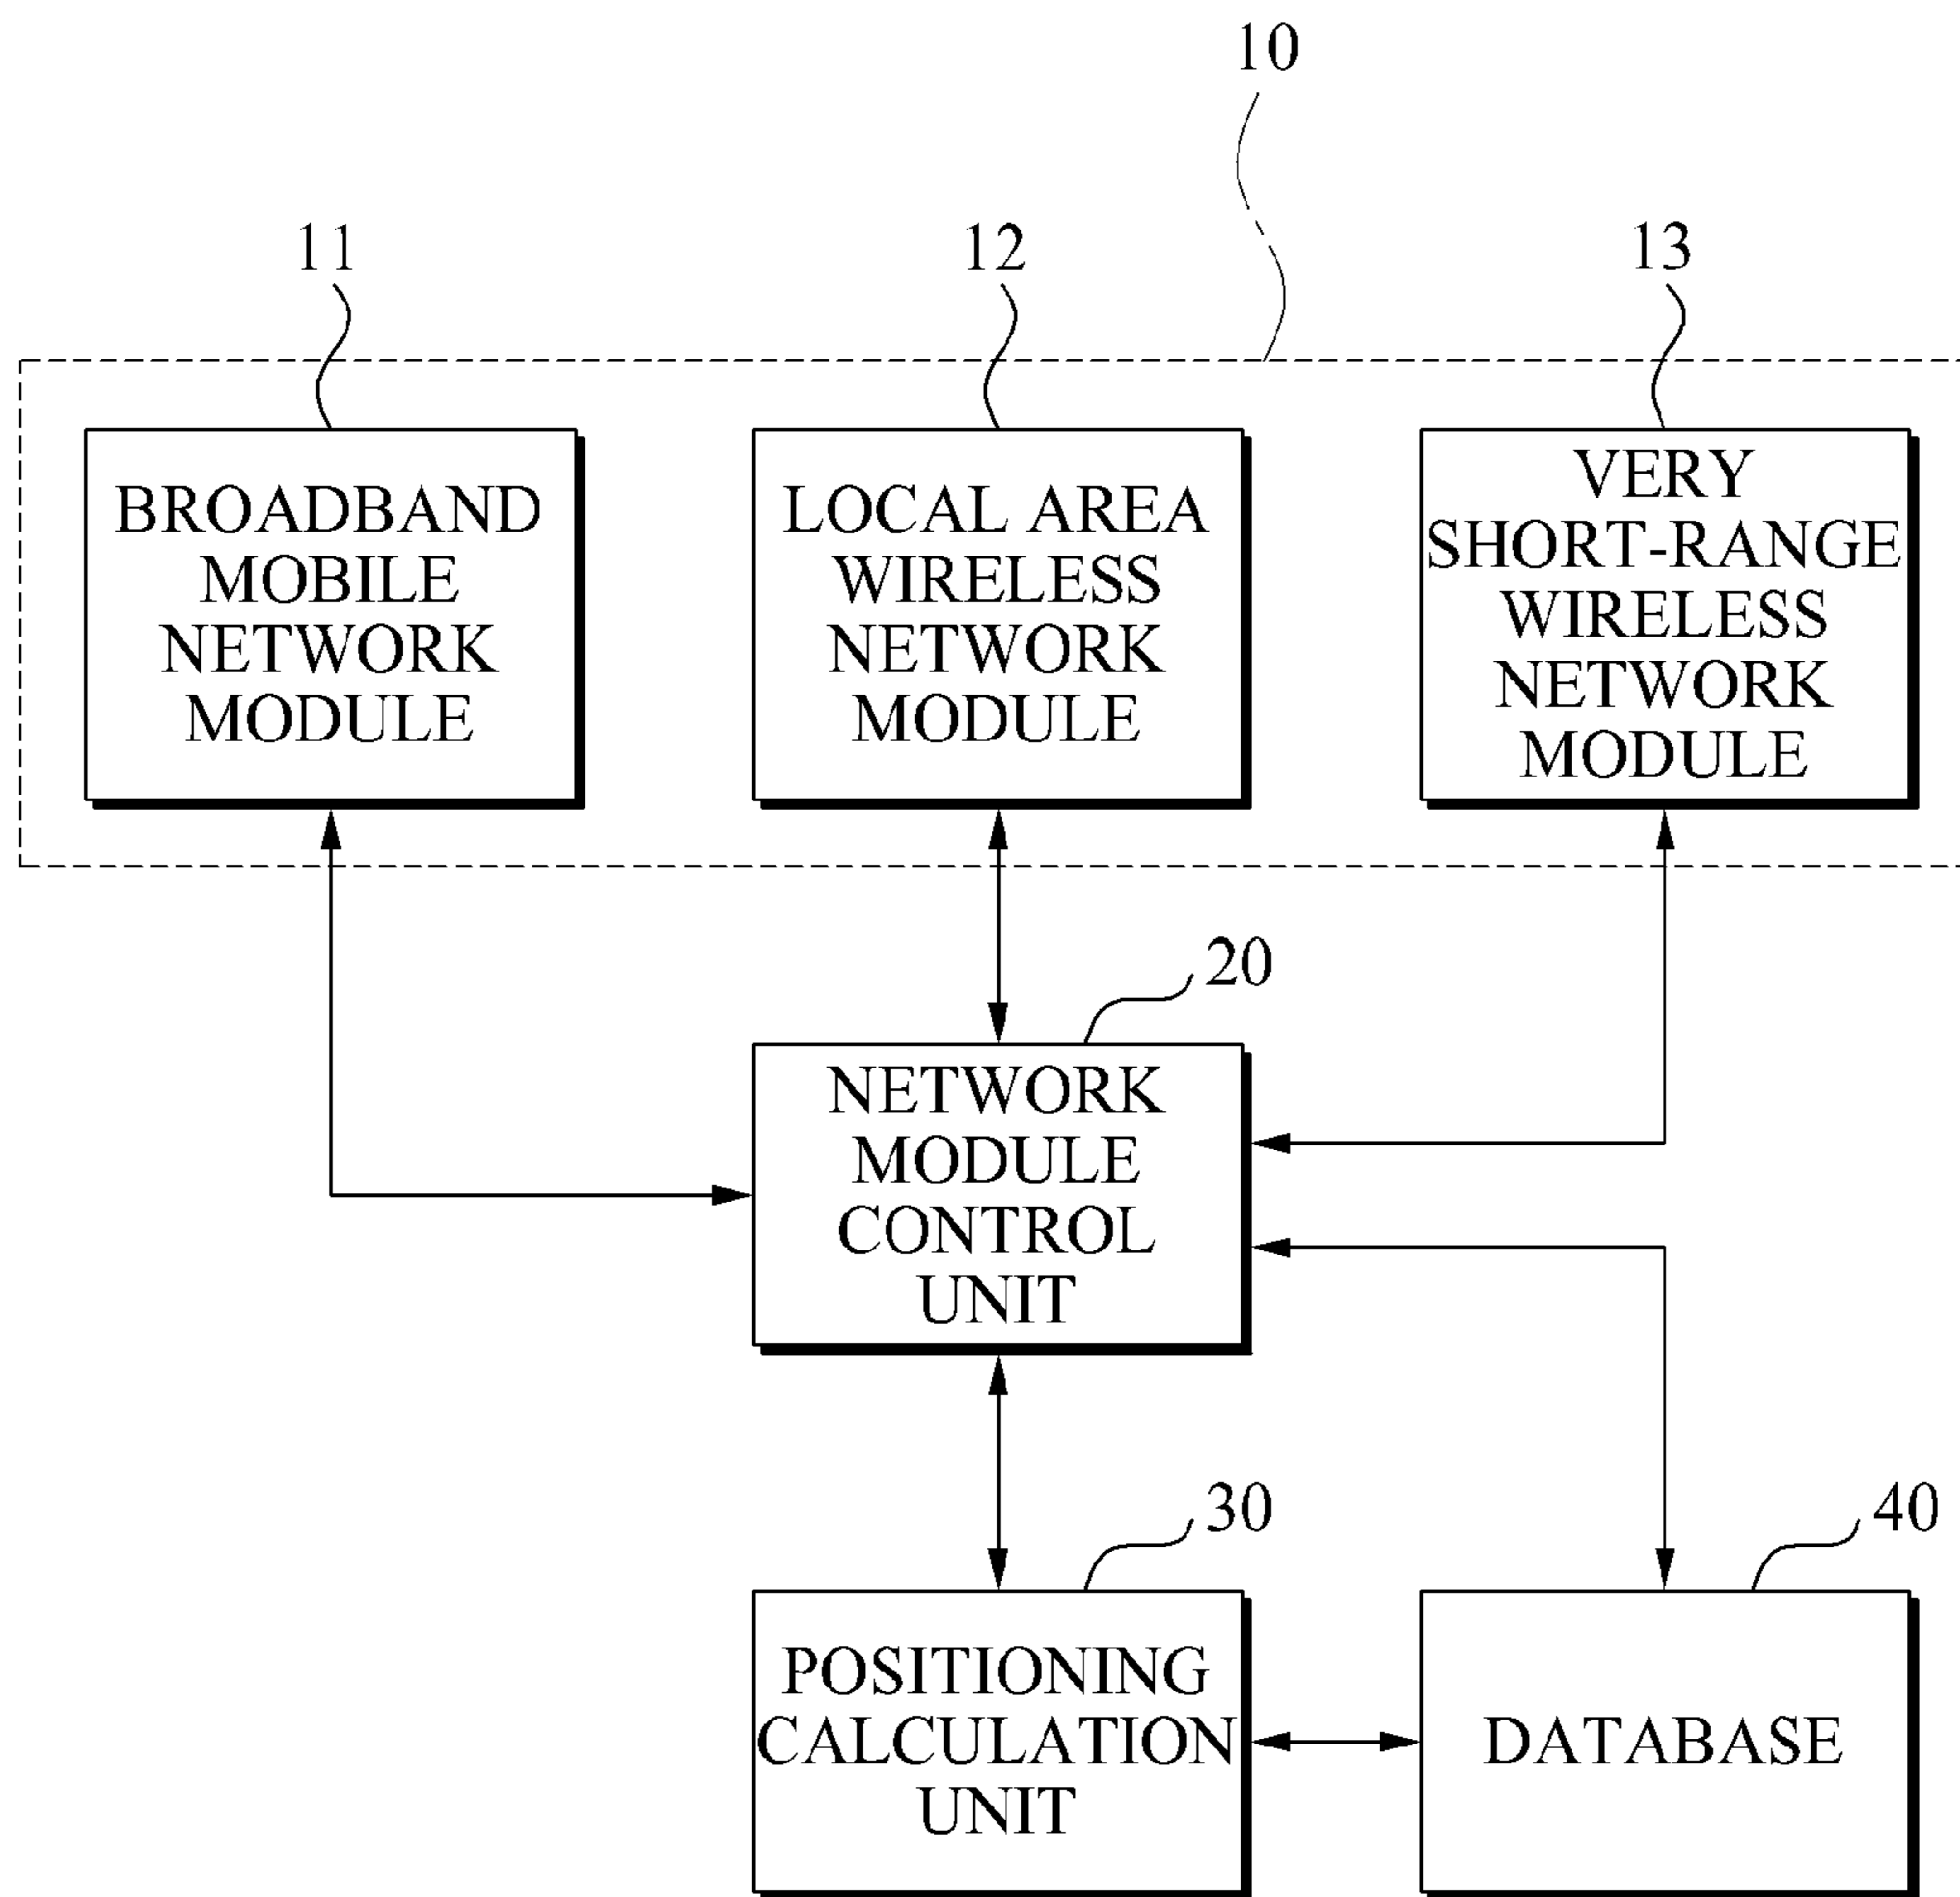 10
11
12
13
BROADBAND
MOBILE
NETWORK
MODULE
LOCAL AREA
WIRELESS
NETWORK
MODULE
VERY
SHORT-RANGE
WIRELESS
NETWORK
MODULE
20
NETWORK
MODULE
CONTROL
UNIT
30
40
POSITIONING
CALCULATION
UNIT
DATABASE